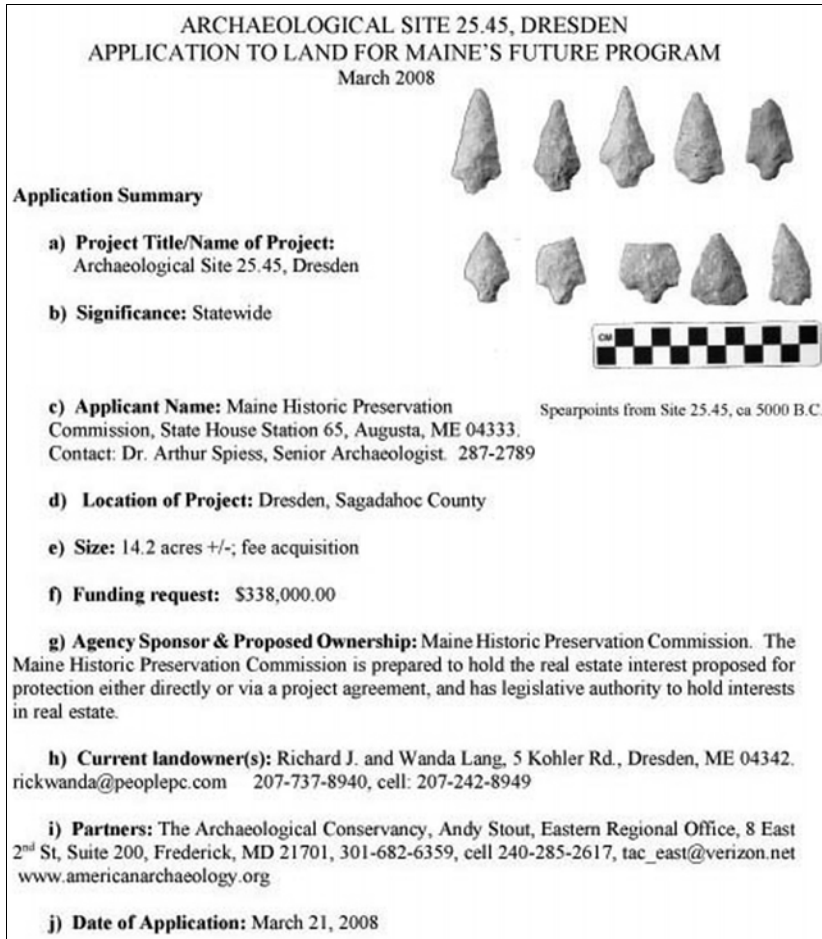 ARCHAEOLOGICAL SITE 25.45, DRESDEN
APPLICATION TO LAND FOR MAINE'S FUTURE PROGRAM
March 2008
Application Summary
a) Project Title/Name of Project:
Archaeological Site 25.45, Dresden
b) Significance: Statewide
CM
Spearpoints from Site 25.45, ca 5000 B.C.
c) Applicant Name: Maine Historic Preservation
Commission, State House Station 65, Augusta, ME 04333.
Contact: Dr. Arthur Spiess, Senior Archaeologist. 287-2789
d) Location of Project: Dresden, Sagadahoc County
e) Size: 14.2 acres +/-; fee acquisition
f) Funding request: $338,000.00
g) Agency Sponsor & Proposed Ownership: Maine Historic Preservation Commission. The
Maine Historic Preservation Commission is prepared to hold the real estate interest proposed for
protection either directly or via a project agreement, and has legislative authority to hold interests
in real estate.
h) Current landowner(s): Richard J. and Wanda Lang, 5 Kohler Rd., Dresden, ME 04342.
rickwanda@peoplepc.com 207-737-8940, cell: 207-242-8949
i) Partners: The Archaeological Conservancy, Andy Stout, Eastern Regional Office, 8 East
2nd St, Suite 200, Frederick, MD 21701, 301-682-6359, cell 240-285-2617, tac_east@verizon.net
www.americanarchaeology.org
j) Date of Application: March 21, 2008